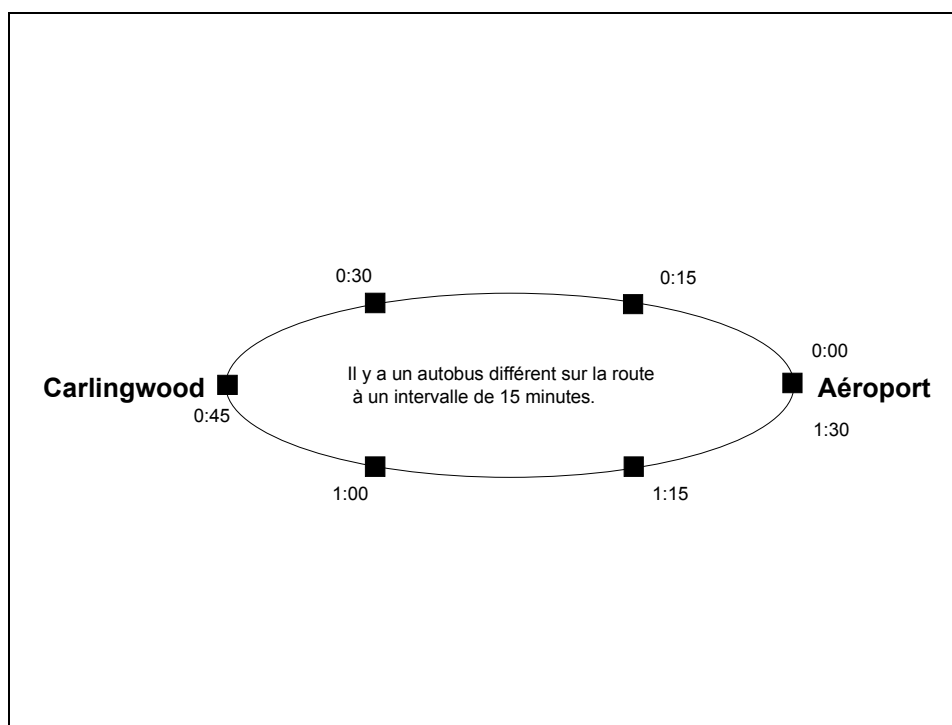 0:30
0:15
0:00
Carlingwood
Il y a un autobus différent sur la route
à un intervalle de 15 minutes.
Aéroport
0:45
1:30
1:00
1:15